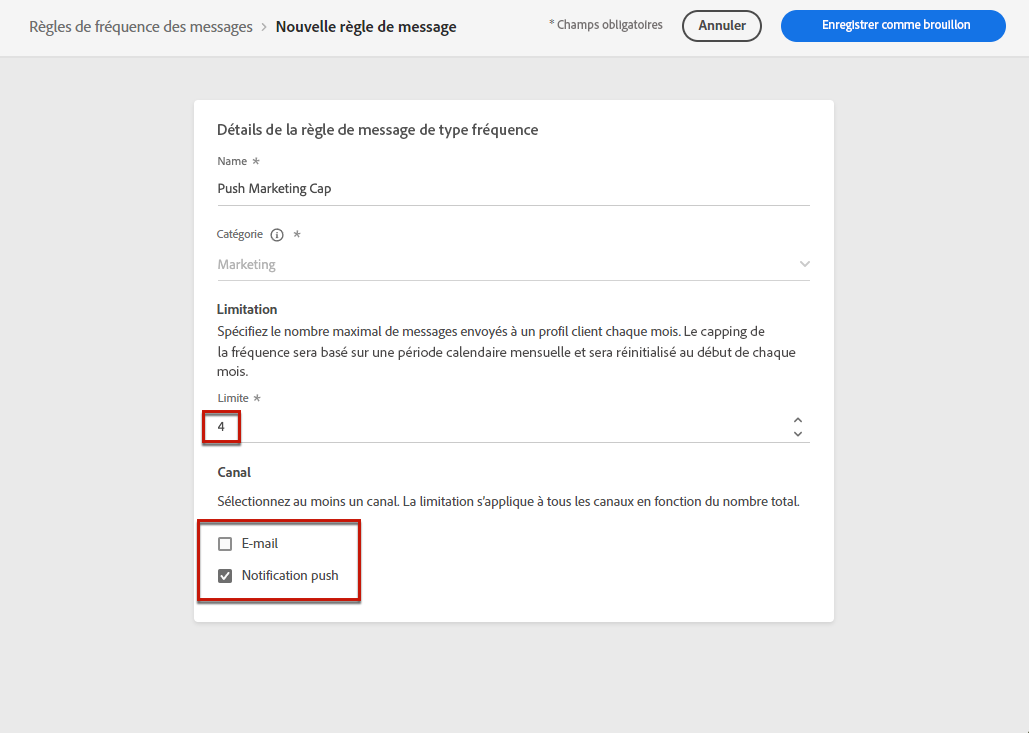 Règles de fréquence des messages > Nouvelle règle de message
* Champs obligatoires
Annuler
Enregistrer comme brouillon
Détails de la règle de message de type fréquence
Name *
Push Marketing Cap
Catégorie *
Marketing
Limitation
Spécifiez le nombre maximal de messages envoyés à un profil client chaque mois. Le capping de
la fréquence sera basé sur une période calendaire mensuelle et sera réinitialisé au début de chaque
mois.
Limite *
4
Canal
Sélectionnez au moins un canal. La limitation s’applique à tous les canaux en fonction du nombre total.
E-mail
Notification push